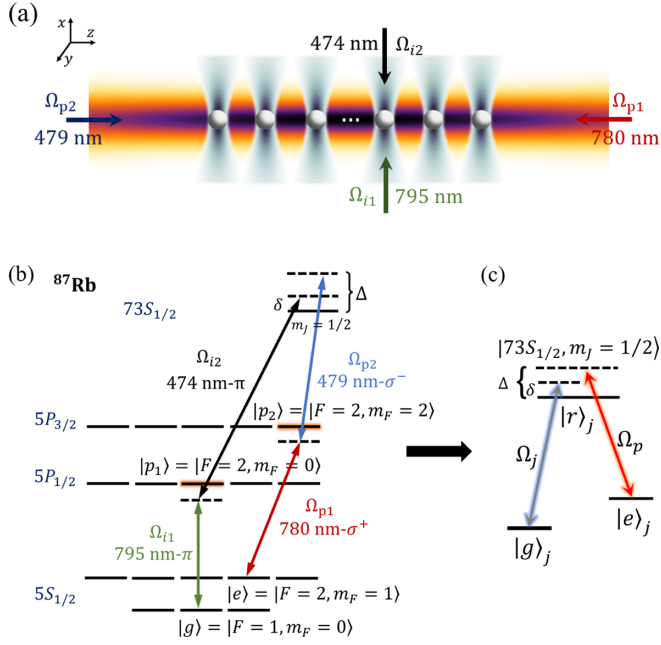 (a)
x
z
y
474 nm
Ω_{i2}
Ω_{p2}
479 nm
...
Ω_{p1}
780 nm
Ω_{i1}
795 nm
(b)
⁸⁷Rb
73S_{1/2}
δ
Δ
m_J = 1/2
Ω_{i2}
474 nm-π
Ω_{p2}
479 nm-σ⁻
5P_{3/2}
|p₂⟩ = |F = 2, m_F = 2⟩
|p₁⟩ = |F = 2, m_F = 0⟩
5P_{1/2}
Ω_{i1}
795 nm-π
Ω_{p1}
780 nm-σ⁺
5S_{1/2}
|e⟩ = |F = 2, m_F = 1⟩
|g⟩ = |F = 1, m_F = 0⟩
(c)
|73S_{1/2}, m_J = 1/2⟩
Δ
δ
|r⟩_j
Ω_j
Ω_p
|e⟩_j
|g⟩_j